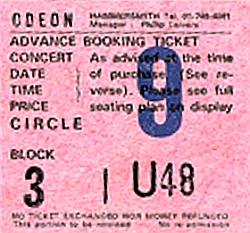 ODEON HAMMERSMITH Tel. 01-748-4081
Manager : Philip Leivers
ADVANCE BOOKING TICKET
CONCERT As advised at the time
DATE of purchase. (See re-
TIME verse). Please see full
PRICE seating plan on display
CIRCLE
9
BLOCK
3 | U48
NO TICKET EXCHANGED NOR MONEY REFUNDED
This portion to be retained No re-admission